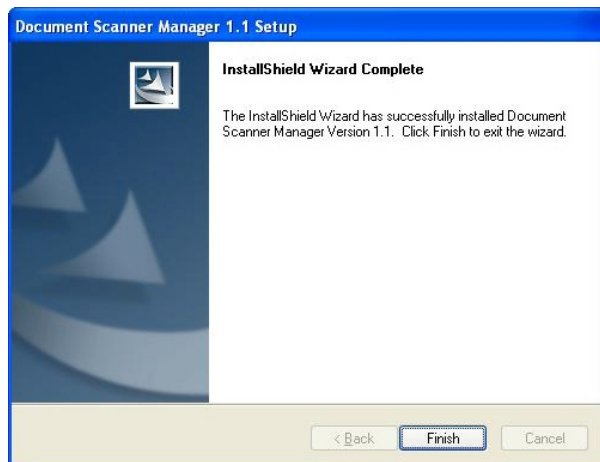 Document Scanner Manager 1.1 Setup
InstallShield Wizard Complete
The InstallShield Wizard has successfully installed Document
Scanner Manager Version 1.1. Click Finish to exit the wizard.
< Back Finish Cancel